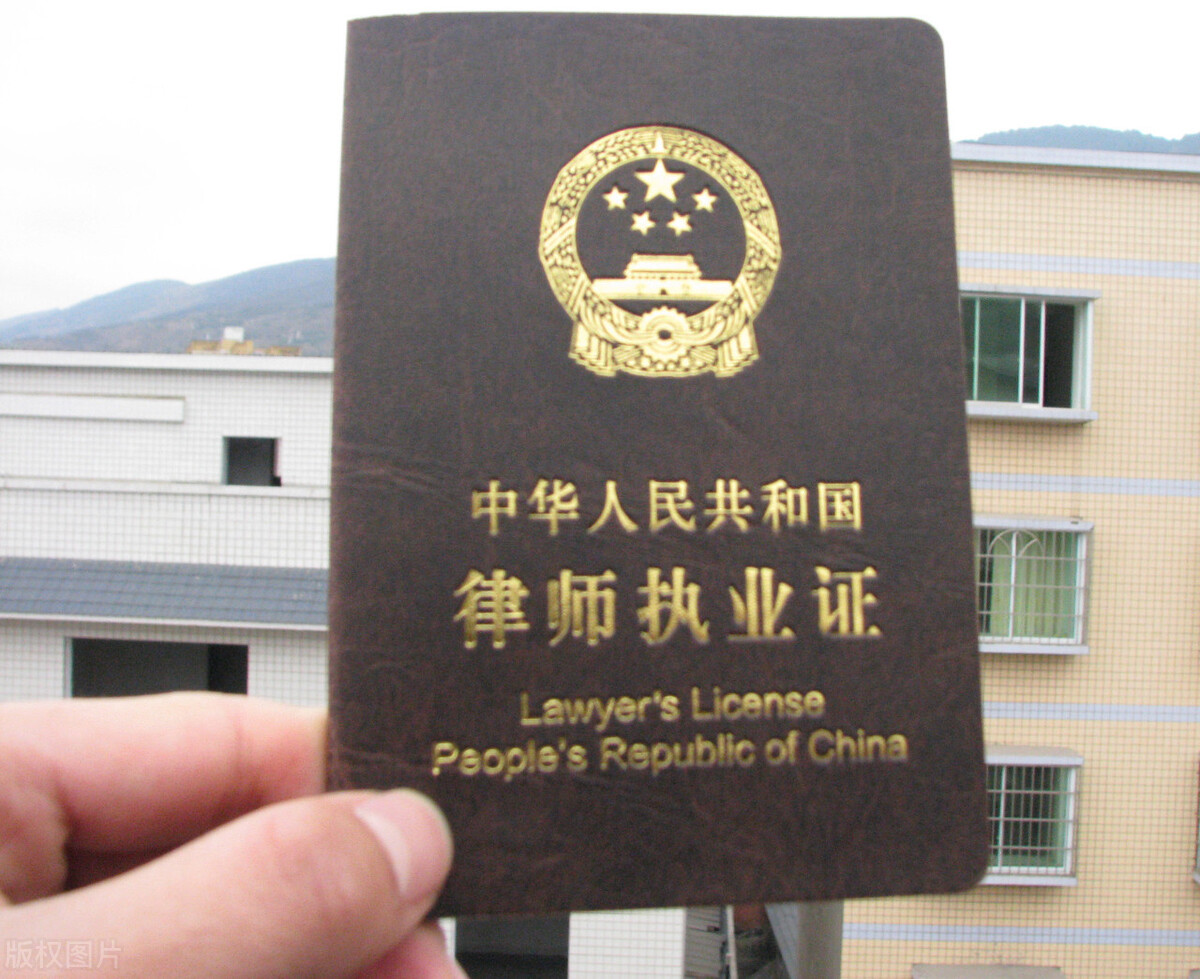 中华人民共和国
律师执业证
Lawyer's License
People's Republic of China
版权图片